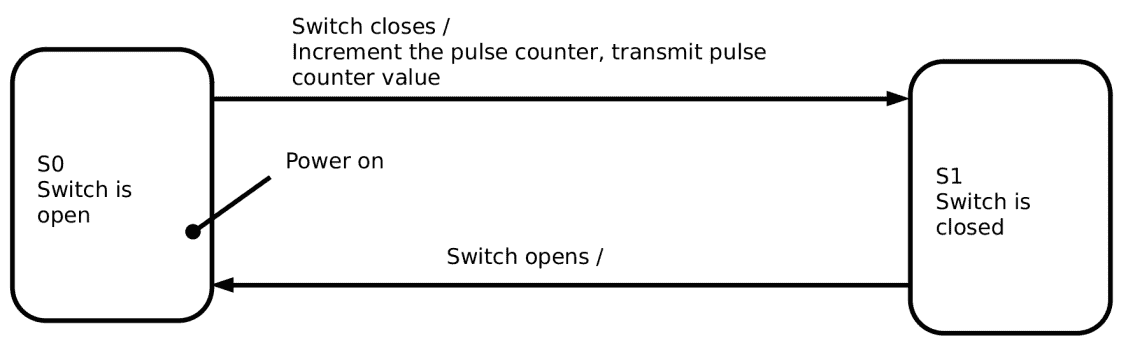 Switch closes /
Increment the pulse counter, transmit pulse
counter value
S0
Switch is
open
Power on
S1
Switch is
closed
Switch opens /